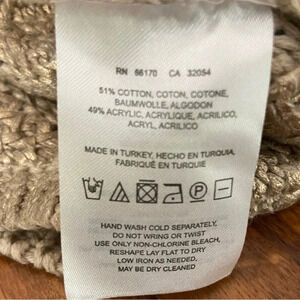 RN 66170 CA 32054
51% COTTON, COTON, COTONE,
BAUMWOLLE, ALGODON
49% ACRYLIC, ACRYLIQUE, ACRILICO,
ACRYL, ACRILICO
MADE IN TURKEY, HECHO EN TURQUIA,
FABRIQUÉ EN TURQUIE
P
HAND WASH COLD SEPARATELY,
DO NOT WRING OR TWIST
USE ONLY NON-CHLORINE BLEACH,
RESHAPE LAY FLAT TO DRY
LOW IRON AS NEEDED,
MAY BE DRY CLEANED